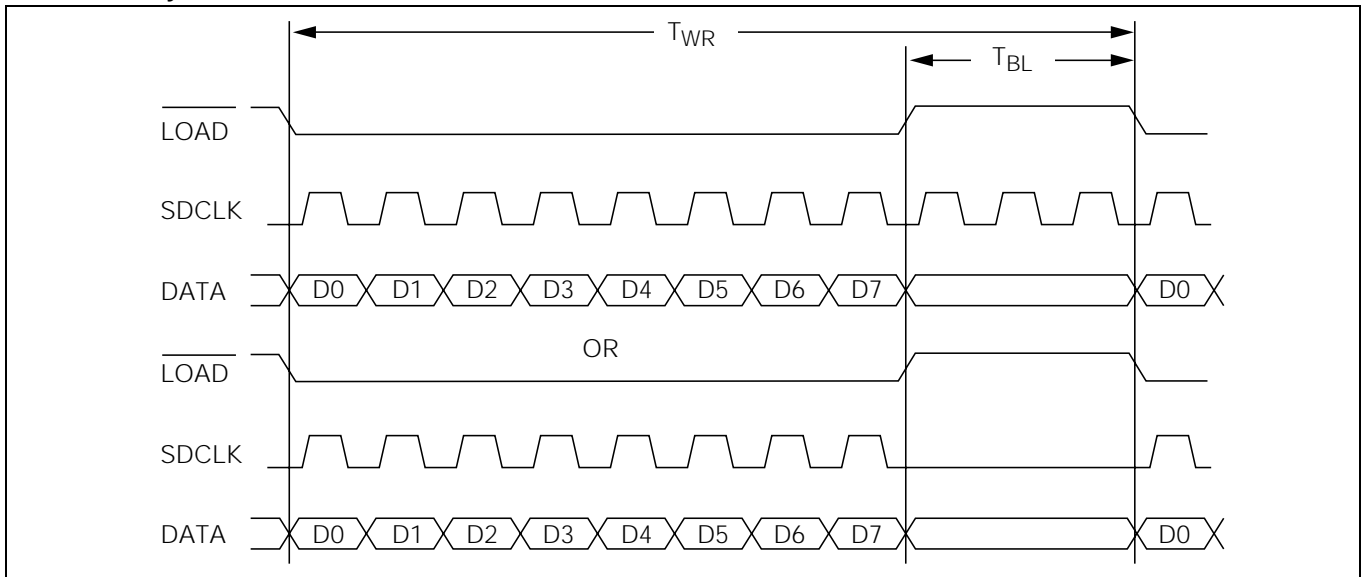 TWR
TBL
LOAD
SDCLK
DATA D0 D1 D2 D3 D4 D5 D6 D7 D0
OR
LOAD
SDCLK
DATA D0 D1 D2 D3 D4 D5 D6 D7 D0